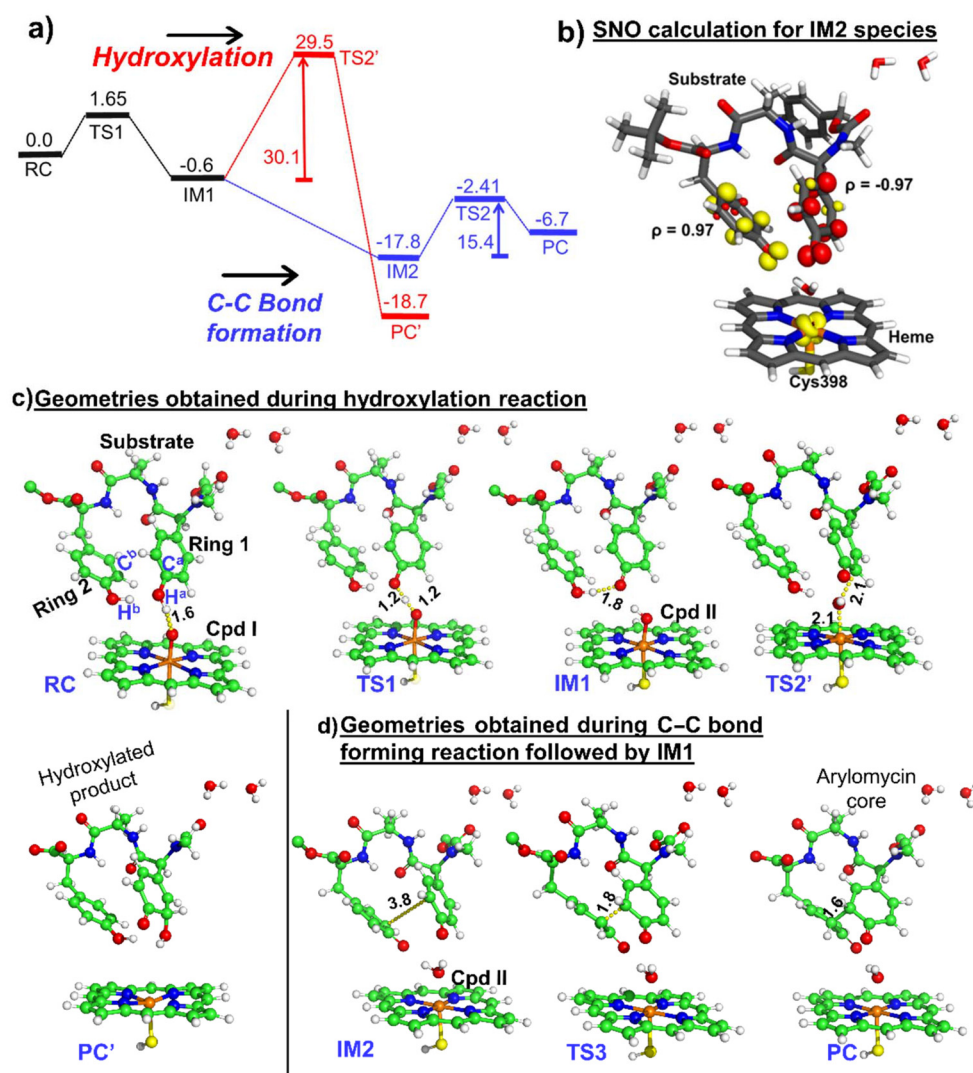 a)
Hydroxylation
29.5
TS2'
1.65
TS1
0.0
RC
-0.6
IM1
30.1
-2.41
TS2
-6.7
PC
15.4
-17.8
IM2
C-C Bond
formation
-18.7
PC'
b) SNO calculation for IM2 species
Substrate
ρ = -0.97
ρ = 0.97
Heme
Cys398
c) Geometries obtained during hydroxylation reaction
Substrate
Ring 1
Cᵇ
Cᵃ
Ring 2
Hᵇ
Hᵃ
1.6
Cpd I
RC
1.2
1.2
TS1
1.8
Cpd II
IM1
2.1
2.1
TS2'
Hydroxylated
product
PC'
d) Geometries obtained during C–C bond
forming reaction followed by IM1
3.8
Cpd II
IM2
1.8
TS3
Arylomycin
core
1.6
PC